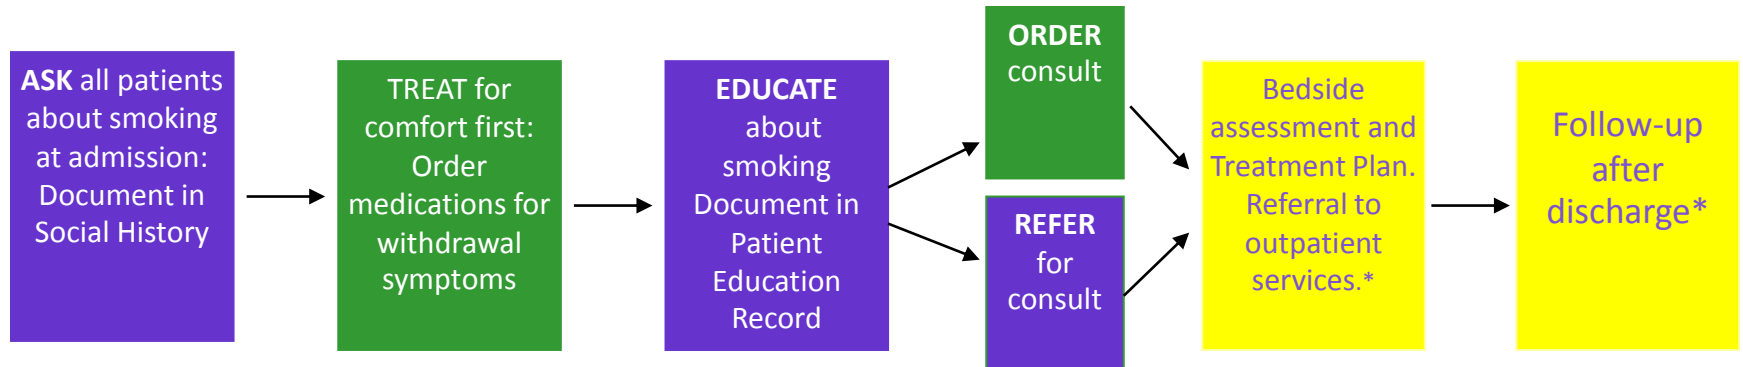 ASK all patients
about smoking
at admission:
Document in
Social History
TREAT for
comfort first:
Order
medications for
withdrawal
symptoms
EDUCATE
about
smoking
Document in
Patient
Education
Record
ORDER
consult
REFER
for
consult
Bedside
assessment and
Treatment Plan.
Referral to
outpatient
services.*
Follow-up
after
discharge*